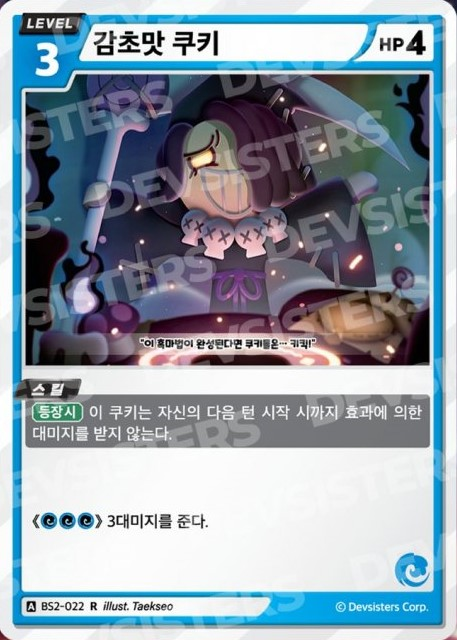 LEVEL
3
감초맛 쿠키
HP 4
"이 흑마법이 완성된다면 쿠키들은… 키킥!"
스킬
등장시 이 쿠키는 자신의 다음 턴 시작 시까지 효과에 의한
대미지를 받지 않는다.
《》 3대미지를 준다.
A BS2-022 R illust. Taekseo
© Devsisters Corp.
DEVSISTERS